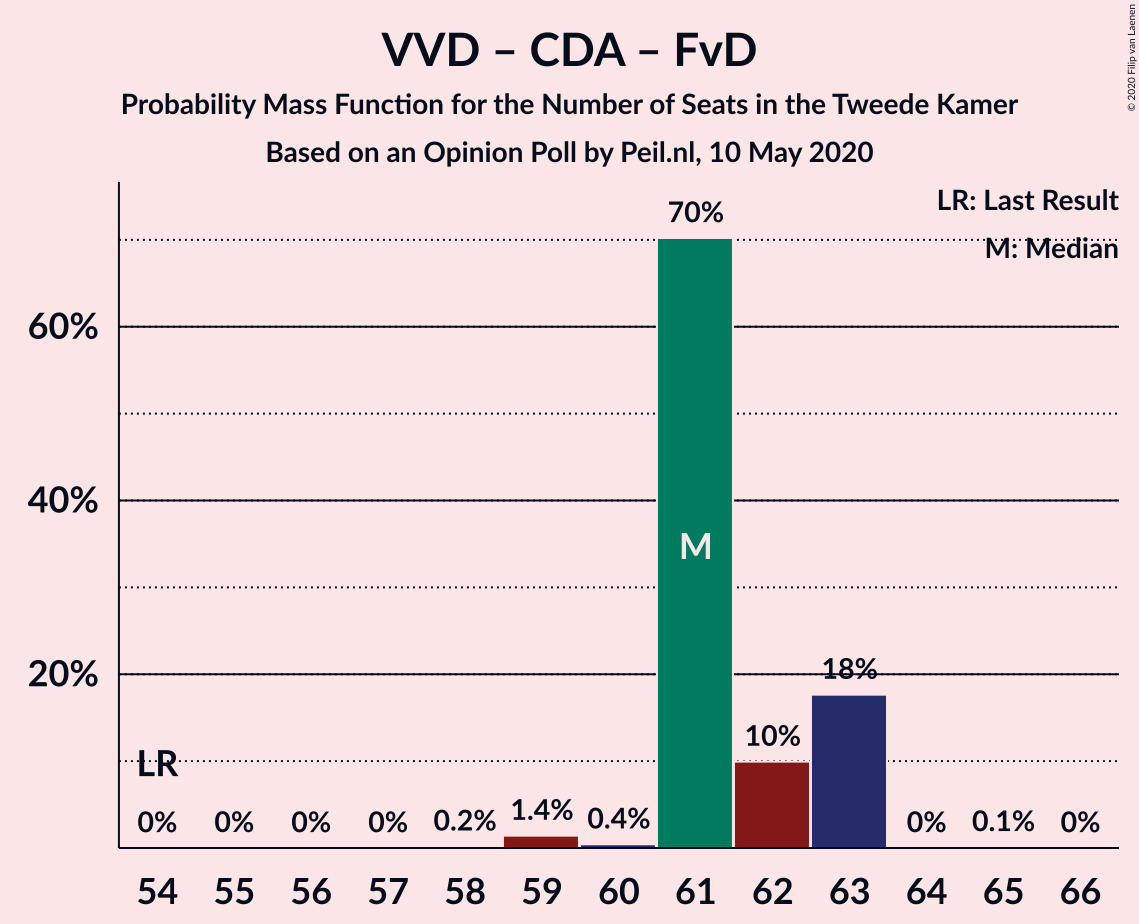 VVD – CDA – FvD
Probability Mass Function for the Number of Seats in the Tweede Kamer
Based on an Opinion Poll by Peil.nl, 10 May 2020
© 2020 Filip van Laenen
LR: Last Result
M: Median
60%
40%
20%
LR
M
0% 0% 0% 0% 0.2% 1.4% 0.4% 70% 10% 18% 0% 0.1% 0%
54 55 56 57 58 59 60 61 62 63 64 65 66